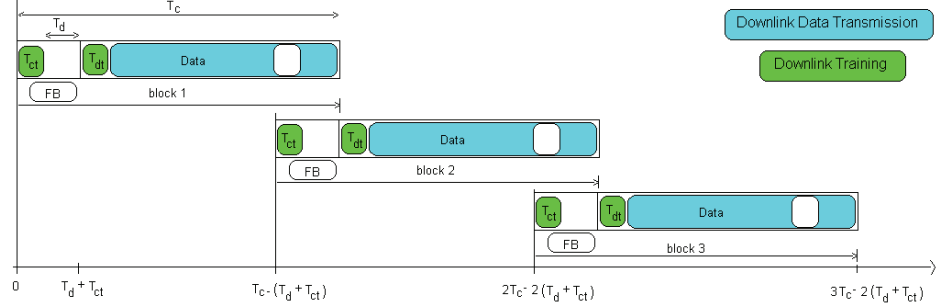 T_c
T_d
Downlink Data Transmission
T_ct T_dt Data
Downlink Training
FB
block 1
T_ct T_dt Data
FB
block 2
T_ct T_dt Data
FB
block 3
0
T_d + T_ct
T_c - (T_d + T_ct)
2T_c - 2 (T_d + T_ct)
3T_c - 2 (T_d + T_ct)